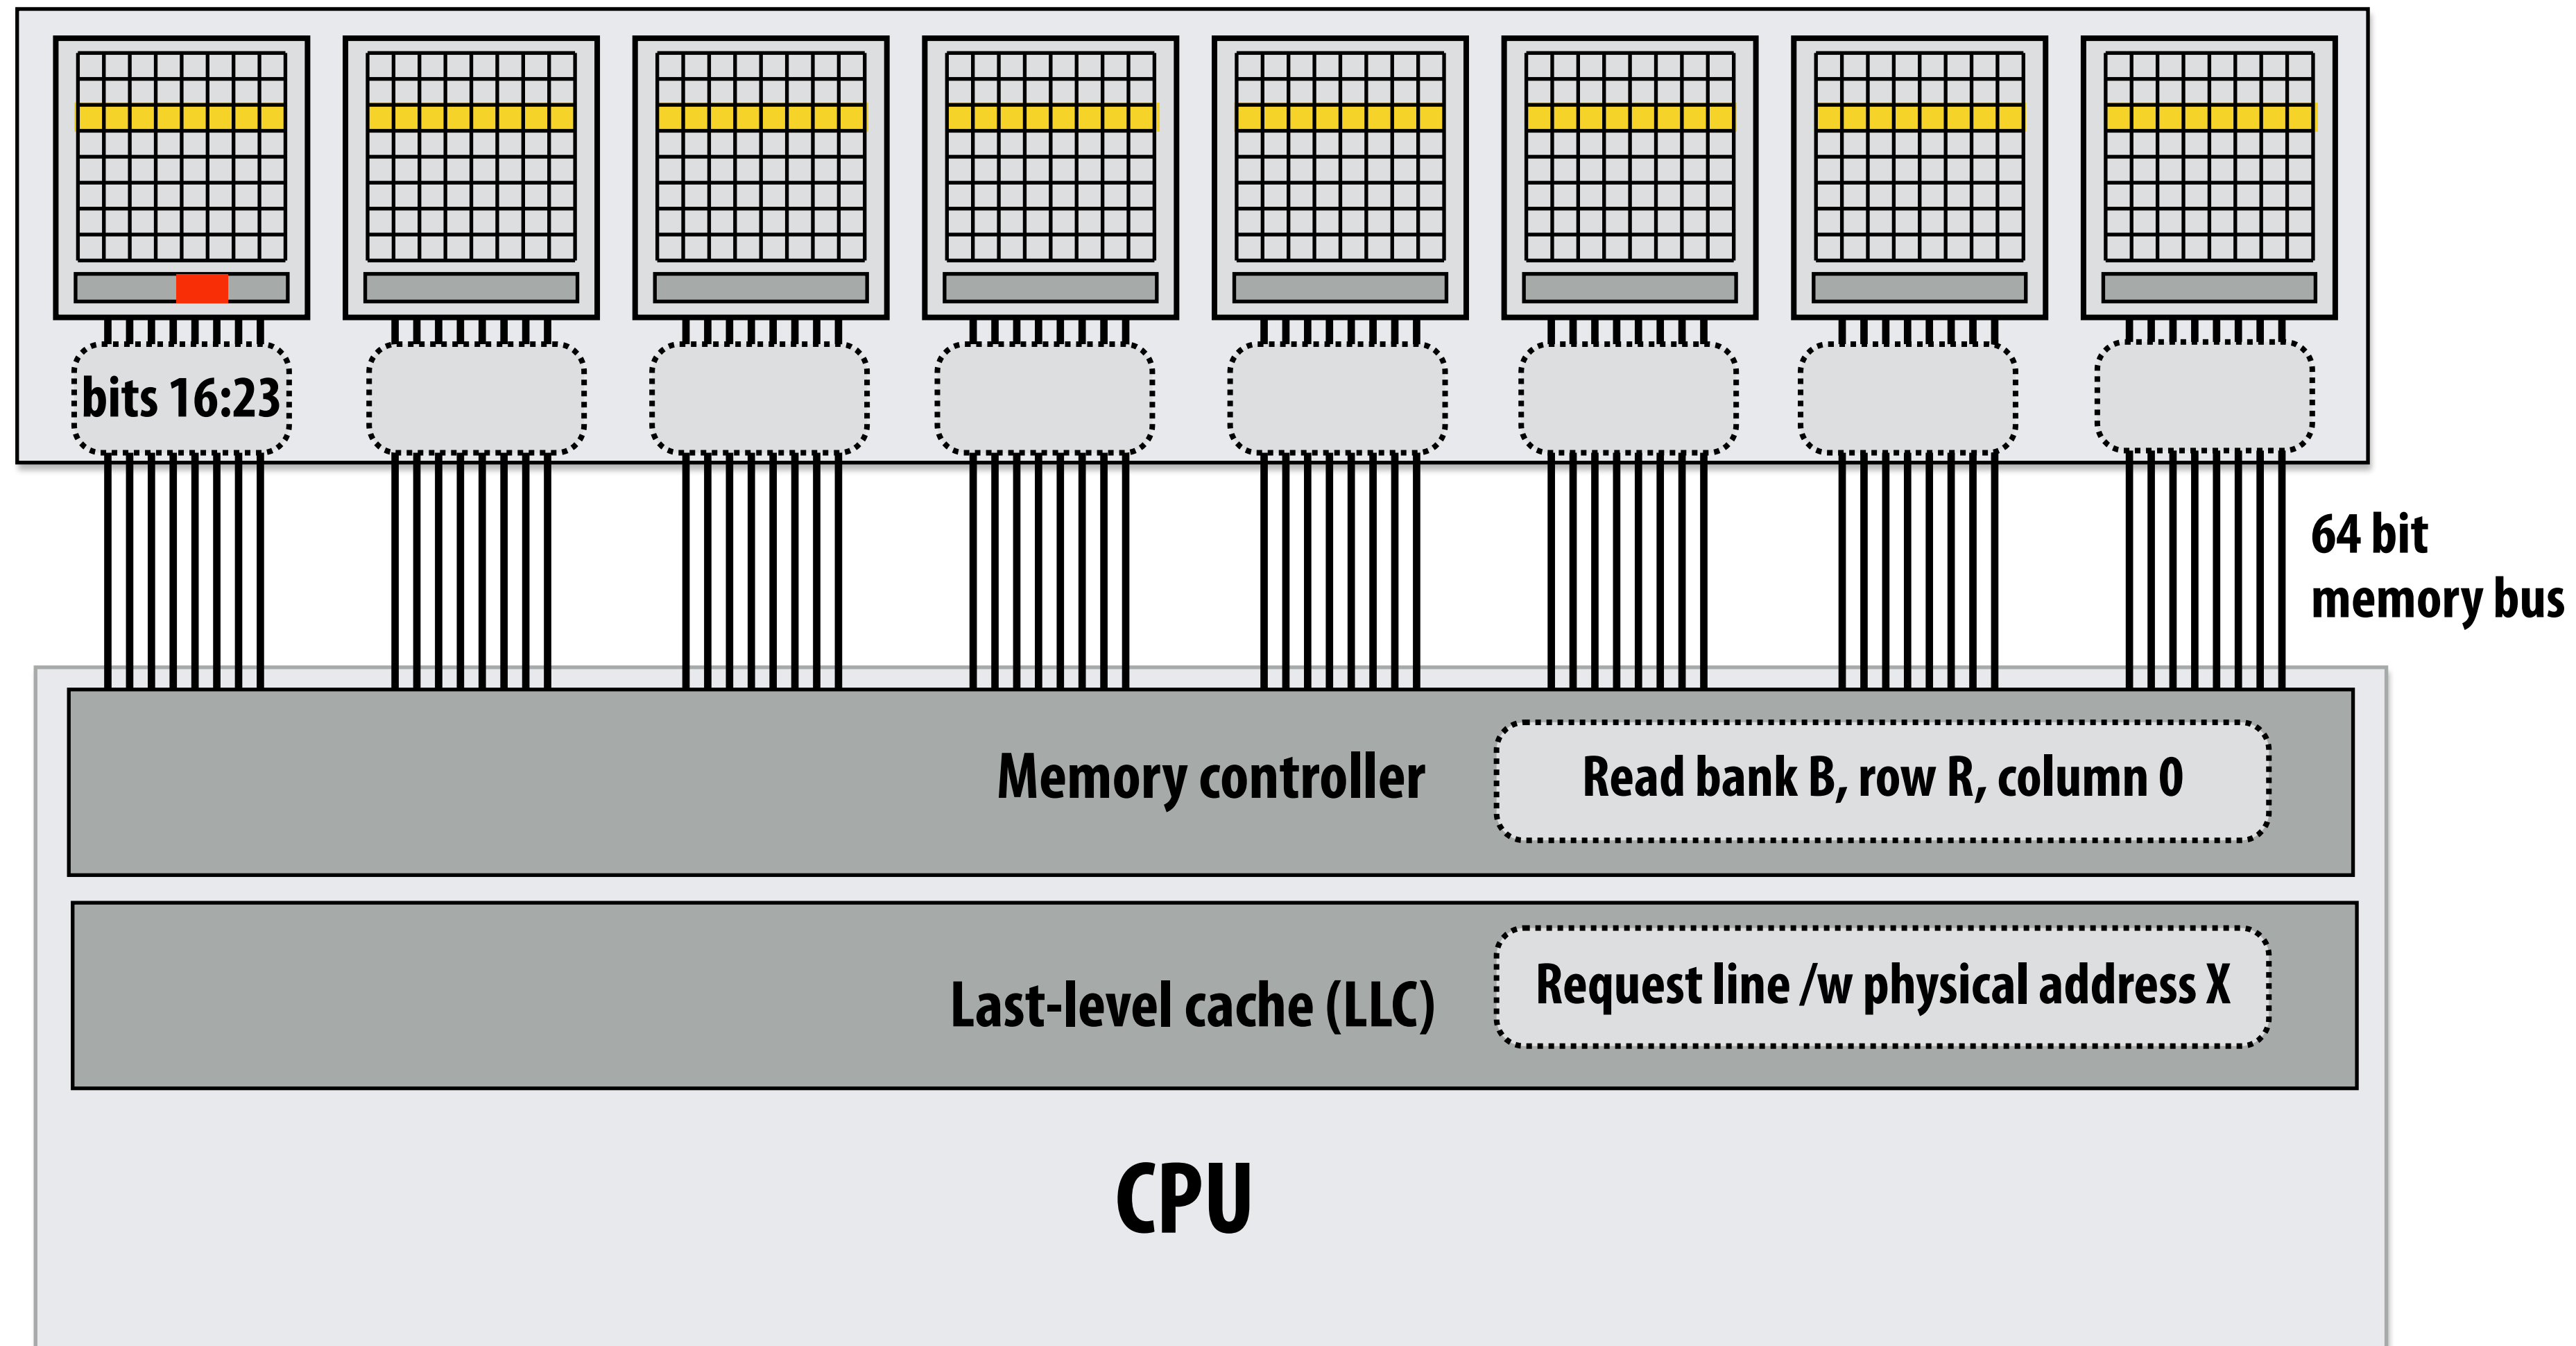 bits 16:23
64 bit
memory bus
Memory controller
Read bank B, row R, column 0
Last-level cache (LLC)
Request line /w physical address X
CPU